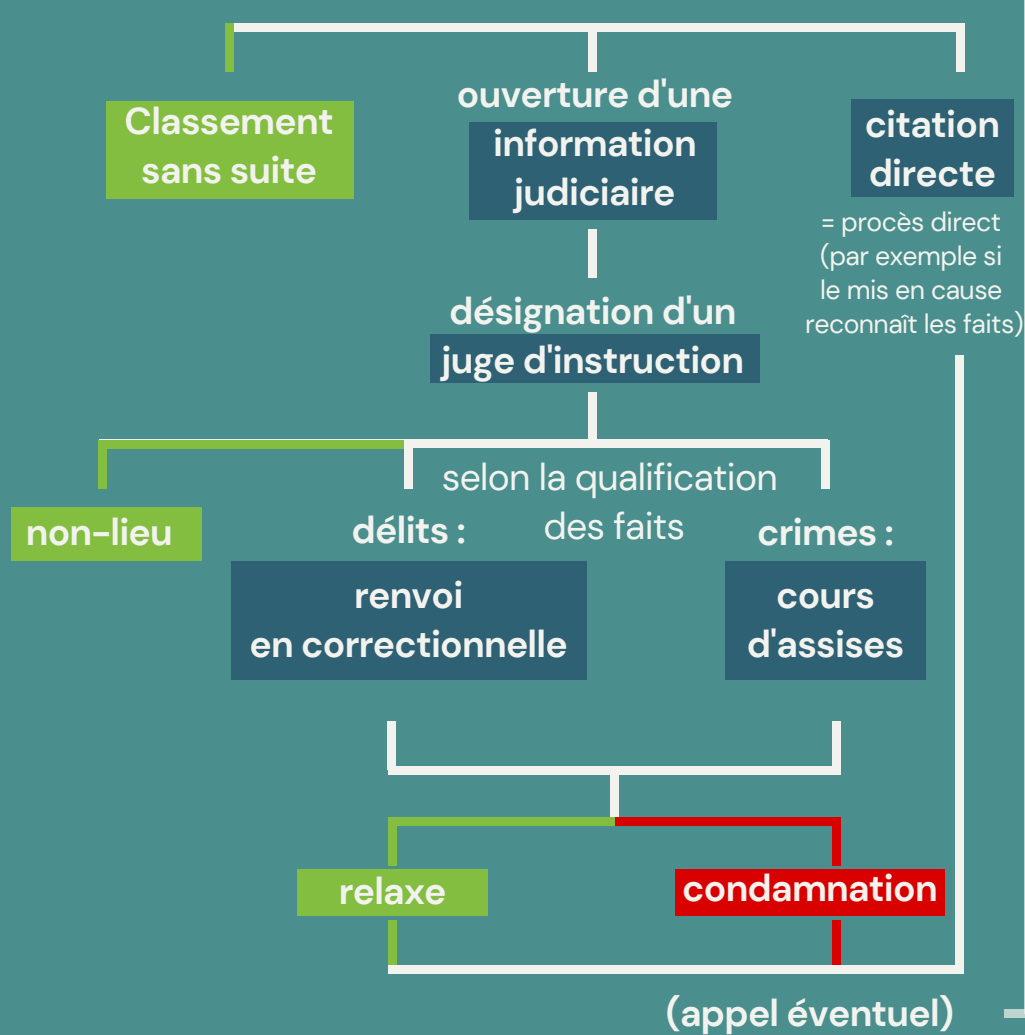 Classement
sans suite
ouverture d'une
information
judiciaire
citation
directe
= procès direct
(par exemple si
le mis en cause
reconnaît les faits)
désignation d'un
juge d'instruction
selon la qualification
des faits
non-lieu
délits :
renvoi
en correctionnelle
crimes :
cours
d'assises
relaxe
condamnation
(appel éventuel)